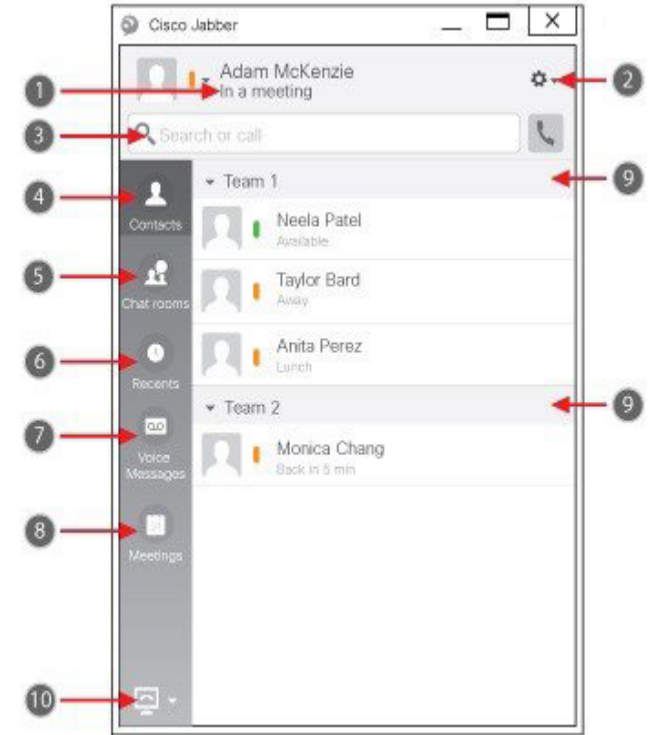 Cisco Jabber
Adam McKenzie
1
In a meeting
2
3
Search or call
9
Team 1
4
Contacts
Neela Patel
Available
5
Chat rooms
Taylor Bard
Away
6
Recents
Anita Perez
Lunch
Team 2
9
7
Voice
Messages
Monica Chang
Back in 5 min
8
Meetings
10